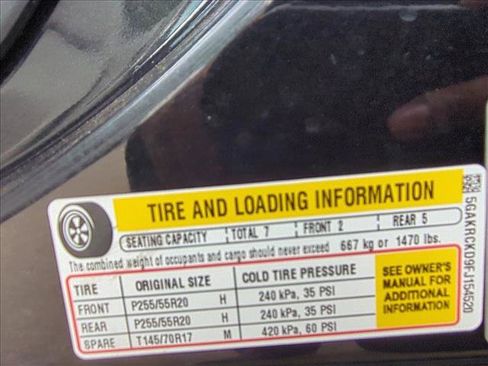 TIRE AND LOADING INFORMATION
SEATING CAPACITY TOTAL 7 FRONT 2 REAR 5
The combined weight of occupants and cargo should never exceed 667 kg or 1470 lbs.
TIRE ORIGINAL SIZE COLD TIRE PRESSURE
FRONT P255/55R20 H 240 kPa, 35 PSI
REAR P255/55R20 H 240 kPa, 35 PSI
SPARE T145/70R17 M 420 kPa, 60 PSI
SEE OWNER'S
MANUAL FOR
ADDITIONAL
INFORMATION
5GAKRCKD9FJ154520